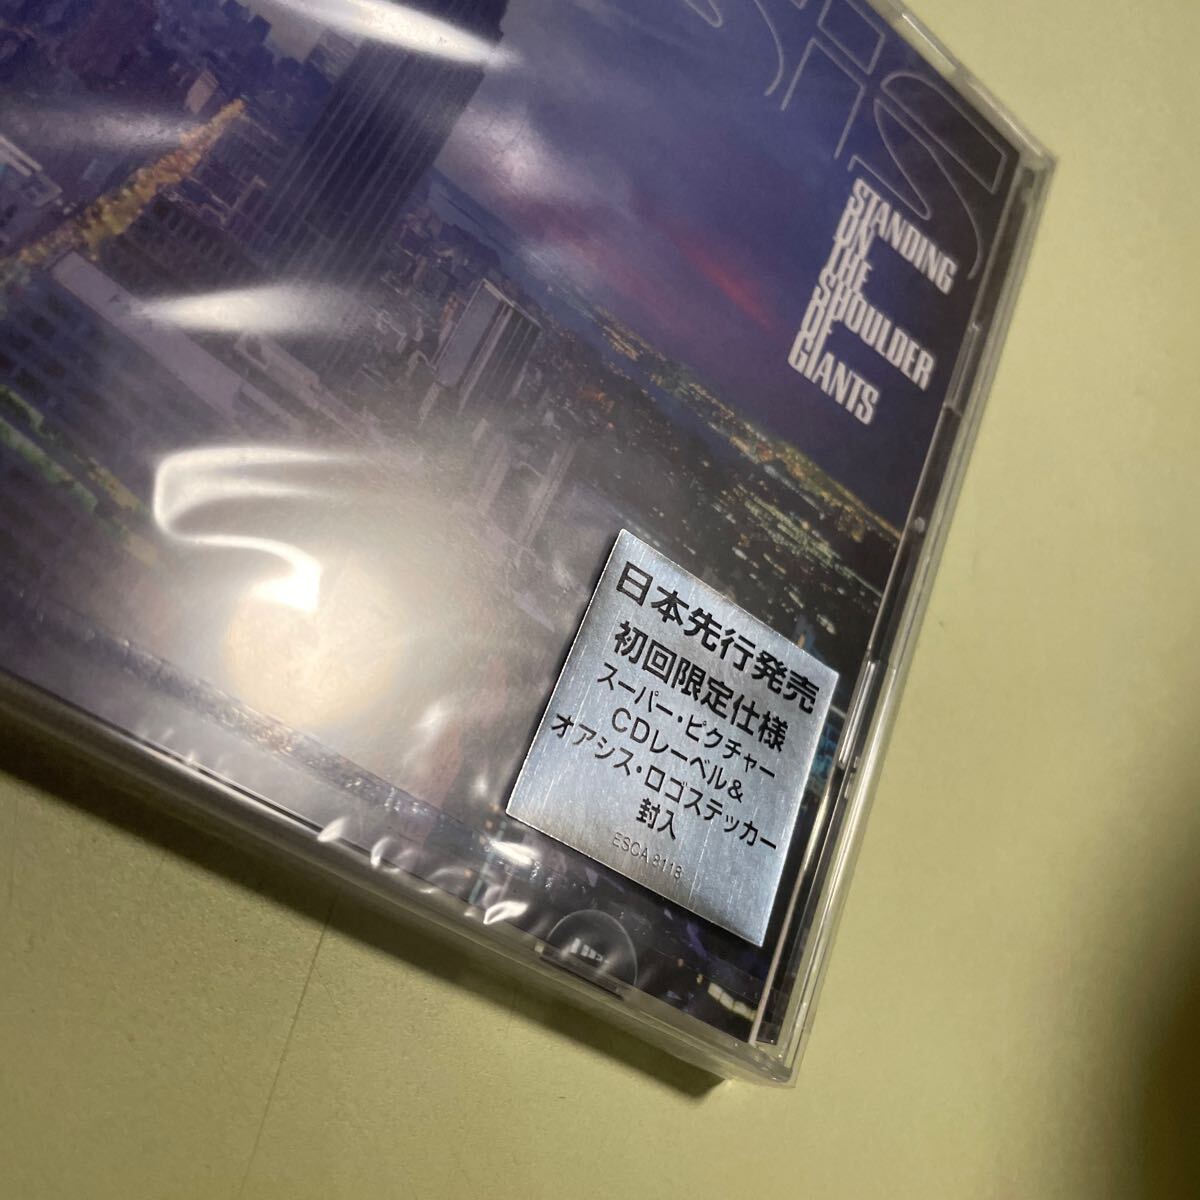 SIS
STANDING
ON
THE
SHOULDER
OF
GIANTS
日本先行発売
初回限定仕様
スーパー・ピクチャー
CDレーベル&
オアシス・ロゴステッカー
封入
ESCA 8118